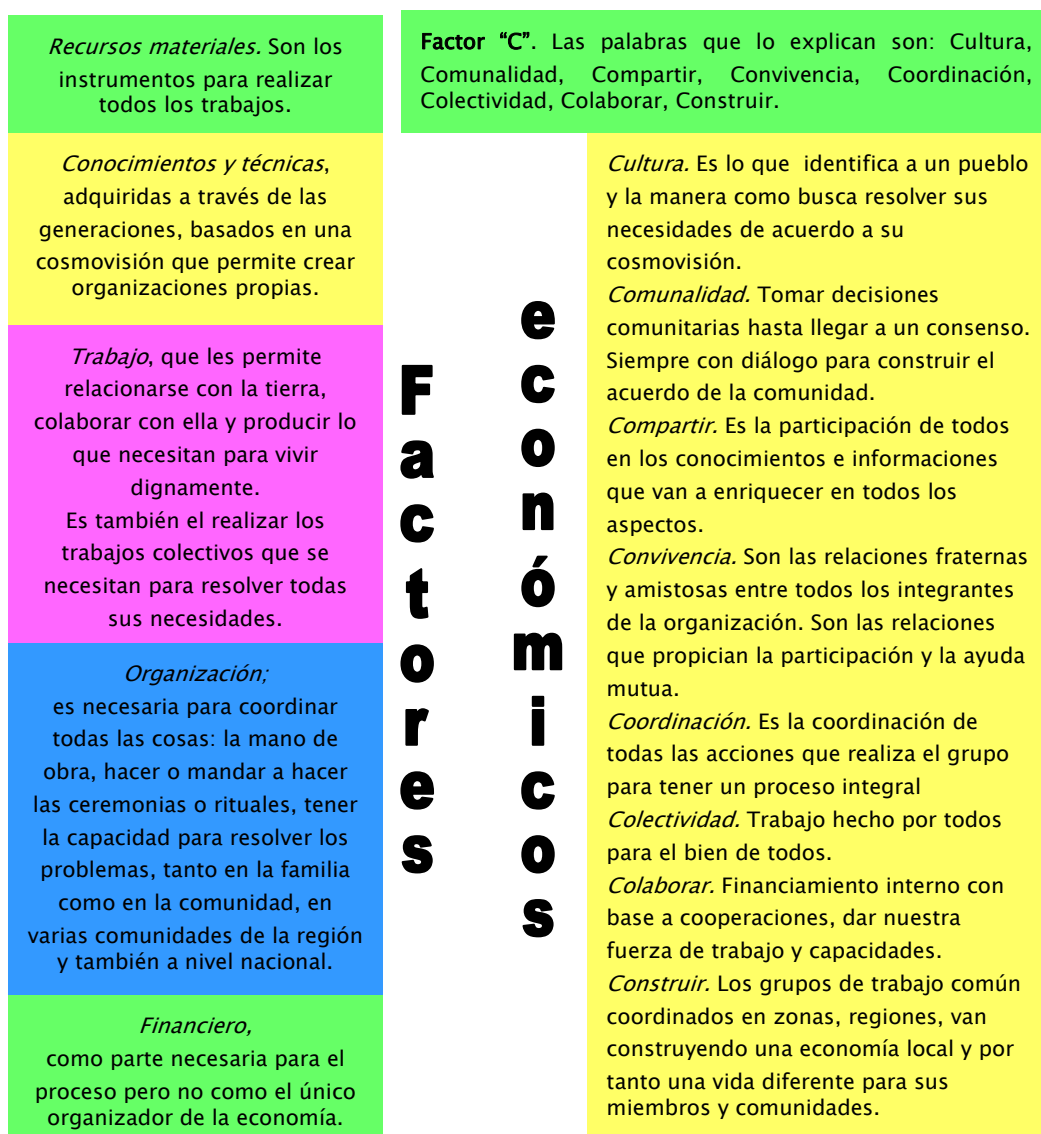 Recursos materiales. Son los
instrumentos para realizar
todos los trabajos.
Conocimientos y técnicas,
adquiridas a través de las
generaciones, basados en una
cosmovisión que permite crear
organizaciones propias.
Trabajo, que les permite
relacionarse con la tierra,
colaborar con ella y producir lo
que necesitan para vivir
dignamente.
Es también el realizar los
trabajos colectivos que se
necesitan para resolver todas
sus necesidades.
Organización;
es necesaria para coordinar
todas las cosas: la mano de
obra, hacer o mandar a hacer
las ceremonias o rituales, tener
la capacidad para resolver los
problemas, tanto en la familia
como en la comunidad, en
varias comunidades de la región
y también a nivel nacional.
Financiero,
como parte necesaria para el
proceso pero no como el único
organizador de la economía.
Factores
económicos
Factor “C”. Las palabras que lo explican son: Cultura,
Comunalidad, Compartir, Convivencia, Coordinación,
Colectividad, Colaborar, Construir.
Cultura. Es lo que identifica a un pueblo
y la manera como busca resolver sus
necesidades de acuerdo a su
cosmovisión.
Comunalidad. Tomar decisiones
comunitarias hasta llegar a un consenso.
Siempre con diálogo para construir el
acuerdo de la comunidad.
Compartir. Es la participación de todos
en los conocimientos e informaciones
que van a enriquecer en todos los
aspectos.
Convivencia. Son las relaciones fraternas
y amistosas entre todos los integrantes
de la organización. Son las relaciones
que propician la participación y la ayuda
mutua.
Coordinación. Es la coordinación de
todas las acciones que realiza el grupo
para tener un proceso integral
Colectividad. Trabajo hecho por todos
para el bien de todos.
Colaborar. Financiamiento interno con
base a cooperaciones, dar nuestra
fuerza de trabajo y capacidades.
Construir. Los grupos de trabajo común
coordinados en zonas, regiones, van
construyendo una economía local y por
tanto una vida diferente para sus
miembros y comunidades.